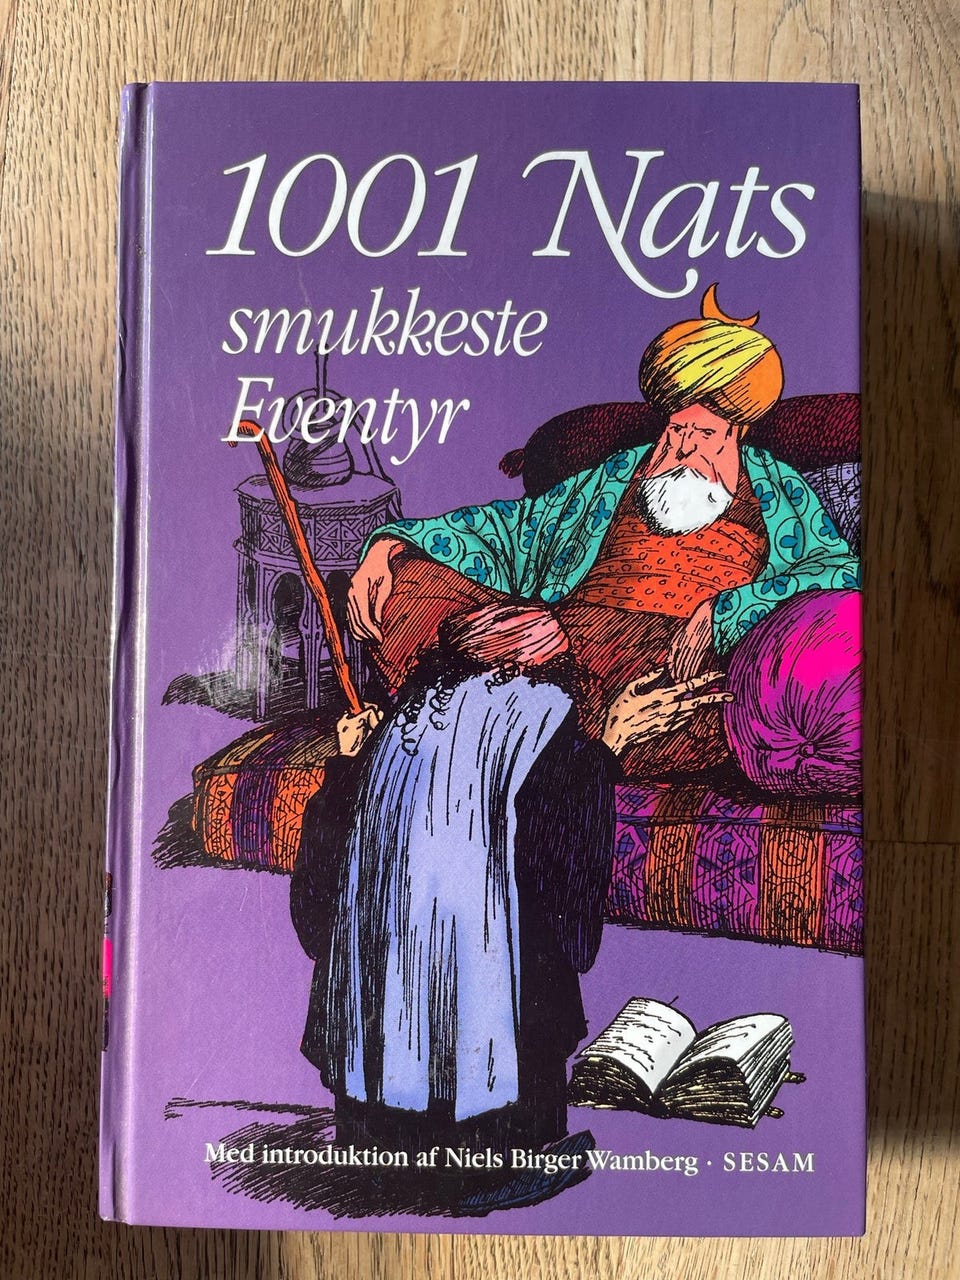 1001 Nats
smukkeste
Eventyr
Med introduktion af Niels Birger Wamberg · SESAM